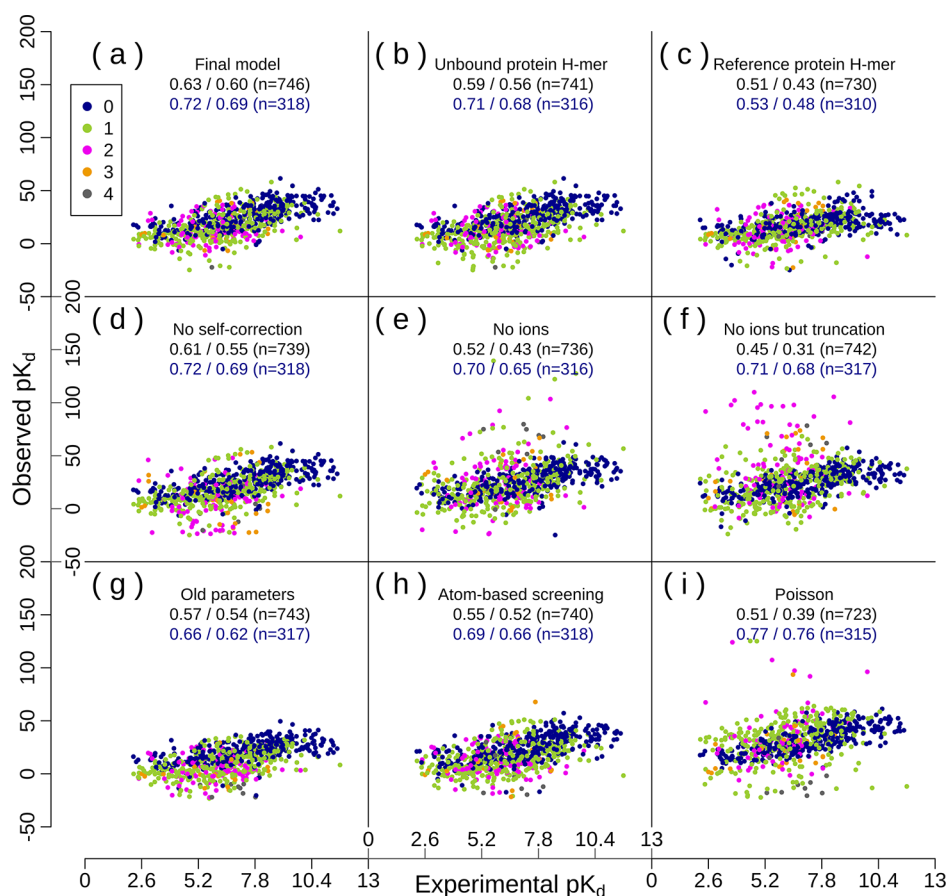 ( a )
Final model
0.63 / 0.60 (n=746)
0.72 / 0.69 (n=318)
0
1
2
3
4
( b )
Unbound protein H-mer
0.59 / 0.56 (n=741)
0.71 / 0.68 (n=316)
( c )
Reference protein H-mer
0.51 / 0.43 (n=730)
0.53 / 0.48 (n=310)
200
150
100
50
0
-50
( d )
No self-correction
0.61 / 0.55 (n=739)
0.72 / 0.69 (n=318)
( e )
No ions
0.52 / 0.43 (n=736)
0.70 / 0.65 (n=316)
( f )
No ions but truncation
0.45 / 0.31 (n=742)
0.71 / 0.68 (n=317)
200
150
100
50
0
-50
Observed pKd
( g )
Old parameters
0.57 / 0.54 (n=743)
0.66 / 0.62 (n=317)
( h )
Atom-based screening
0.55 / 0.52 (n=740)
0.69 / 0.66 (n=318)
( i )
Poisson
0.51 / 0.39 (n=723)
0.77 / 0.76 (n=315)
200
150
100
50
0
-50
0 2.6 5.2 7.8 10.4 13
0 2.6 5.2 7.8 10.4 13
0 2.6 5.2 7.8 10.4 13
Experimental pKd